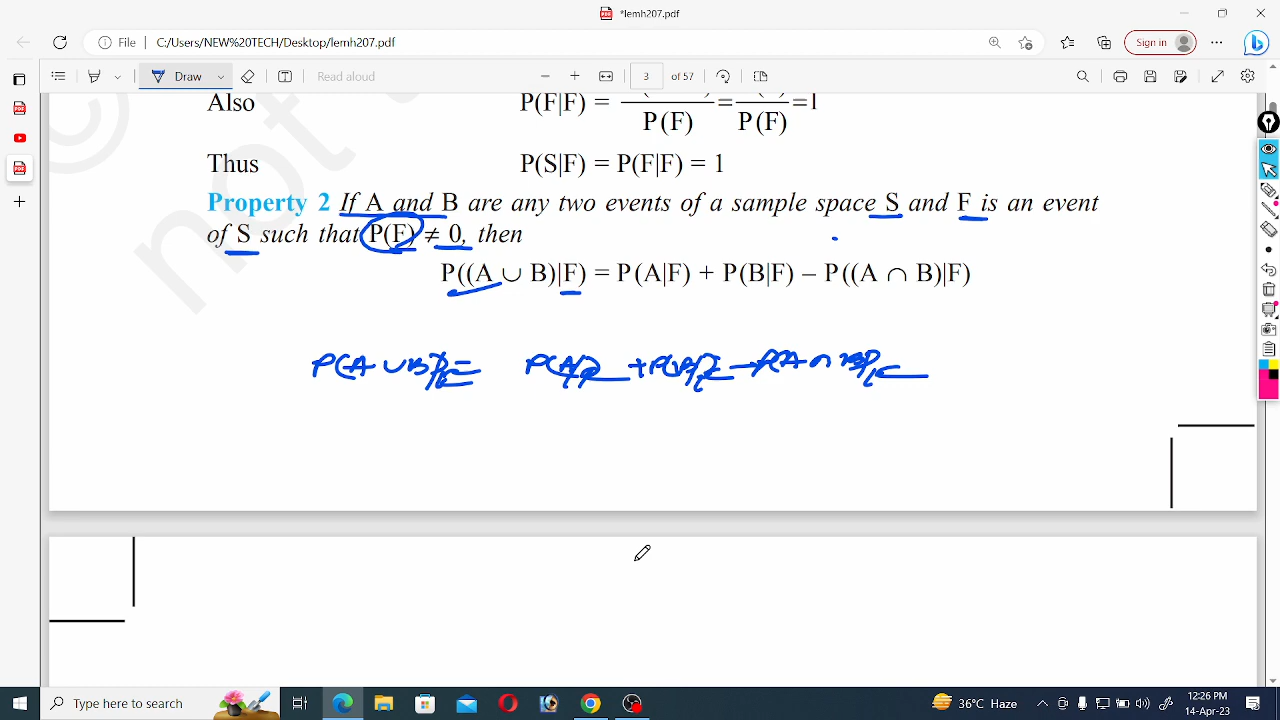 *lemh207.pdf
File C:/Users/NEW%20TECH/Desktop/lemh207.pdf Sign in
Draw Read aloud 3 of 57
Also P(F|F) = P(F) = P(F) =1
Thus P(S|F) = P(F|F) = 1
Property 2 If A and B are any two events of a sample space S and F is an event
of S such that P(F) ≠ 0, then
P((A ∪ B)|F) = P(A|F) + P(B|F) – P((A ∩ B)|F)
not
Type here to search 36°C Haze 12:26 PM
14-Apr-23